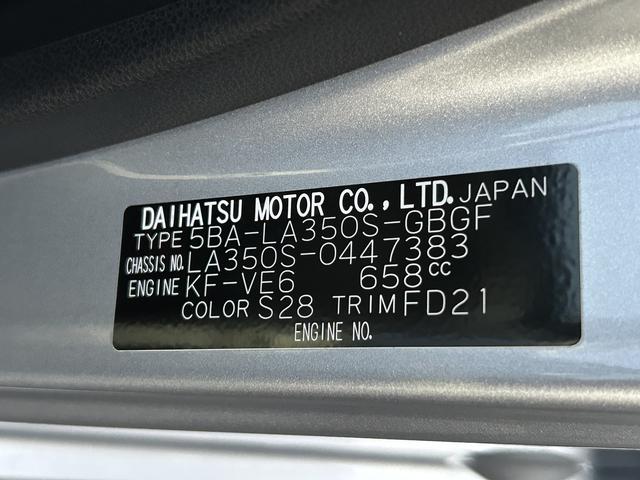 DAIHATSU MOTOR CO., LTD. JAPAN
TYPE 5BA-LA350S-GBGF
CHASSIS NO. LA350S-0447383
ENGINE KF-VE6 658cc
COLOR S28 TRIM FD21
ENGINE NO.